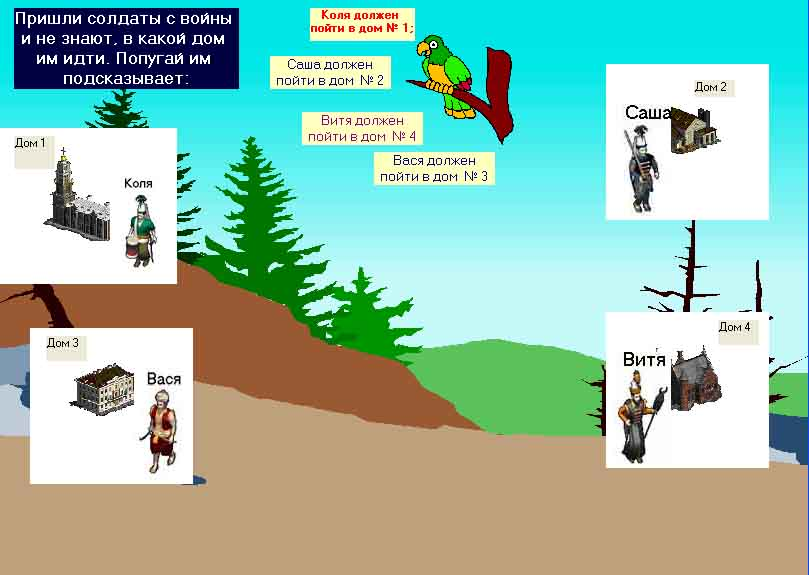 Пришли солдаты с войны
и не знают, в какой дом
им идти. Попугай им
подсказывает:
Коля должен
пойти в дом № 1;
Саша должен
пойти в дом № 2
Витя должен
пойти в дом № 4
Вася должен
пойти в дом № 3
Дом 1
Коля
Дом 2
Саша
Дом 3
Вася
Дом 4
Витя